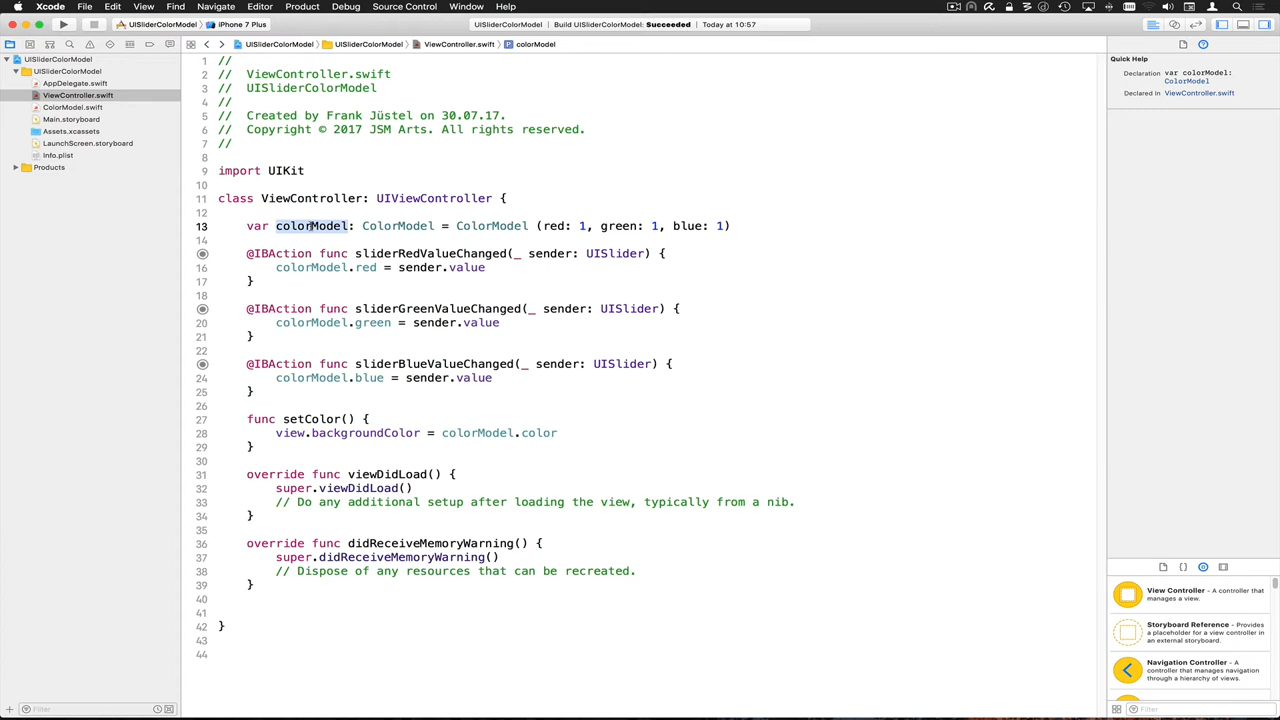 Xcode File Edit View Find Navigate Editor Product Debug Source Control Window Help
UISliderColorModel iPhone 7 Plus
UISliderColorModel Build UISliderColorModel: Succeeded Today at 10:57
UISliderColorModel UISliderColorModel ViewController.swift P colorModel
UISliderColorModel
UISliderColorModel
AppDelegate.swift
ViewController.swift
ColorModel.swift
Main.storyboard
Assets.xcassets
LaunchScreen.storyboard
Info.plist
Products
Filter
1 //
2 // ViewController.swift
3 // UISliderColorModel
4 //
5 // Created by Frank Jüstel on 30.07.17.
6 // Copyright © 2017 JSM Arts. All rights reserved.
7 //
8
9 import UIKit
10
11 class ViewController: UIViewController {
12
13 var colorModel: ColorModel = ColorModel (red: 1, green: 1, blue: 1)
14
@IBAction func sliderRedValueChanged(_ sender: UISlider) {
16 colorModel.red = sender.value
17 }
18
@IBAction func sliderGreenValueChanged(_ sender: UISlider) {
20 colorModel.green = sender.value
21 }
22
@IBAction func sliderBlueValueChanged(_ sender: UISlider) {
24 colorModel.blue = sender.value
25 }
26
27 func setColor() {
28 view.backgroundColor = colorModel.color
29 }
30
31 override func viewDidLoad() {
32 super.viewDidLoad()
33 // Do any additional setup after loading the view, typically from a nib.
34 }
35
36 override func didReceiveMemoryWarning() {
37 super.didReceiveMemoryWarning()
38 // Dispose of any resources that can be recreated.
39 }
40
41
42 }
43
44
Quick Help
Declaration var colorModel:
ColorModel
Declared In ViewController.swift
View Controller - A controller that
manages a view.
Storyboard Reference - Provides
a placeholder for a view controller in
an external storyboard.
Navigation Controller - A
controller that manages navigation
through a hierarchy of views.
Filter